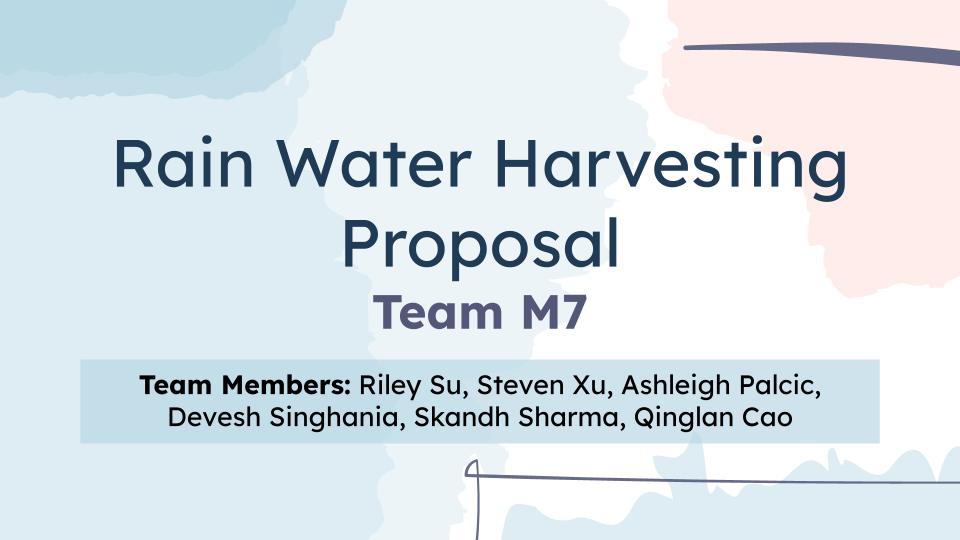 Rain Water Harvesting
Proposal
Team M7
Team Members: Riley Su, Steven Xu, Ashleigh Palcic,
Devesh Singhania, Skandh Sharma, Qinglan Cao